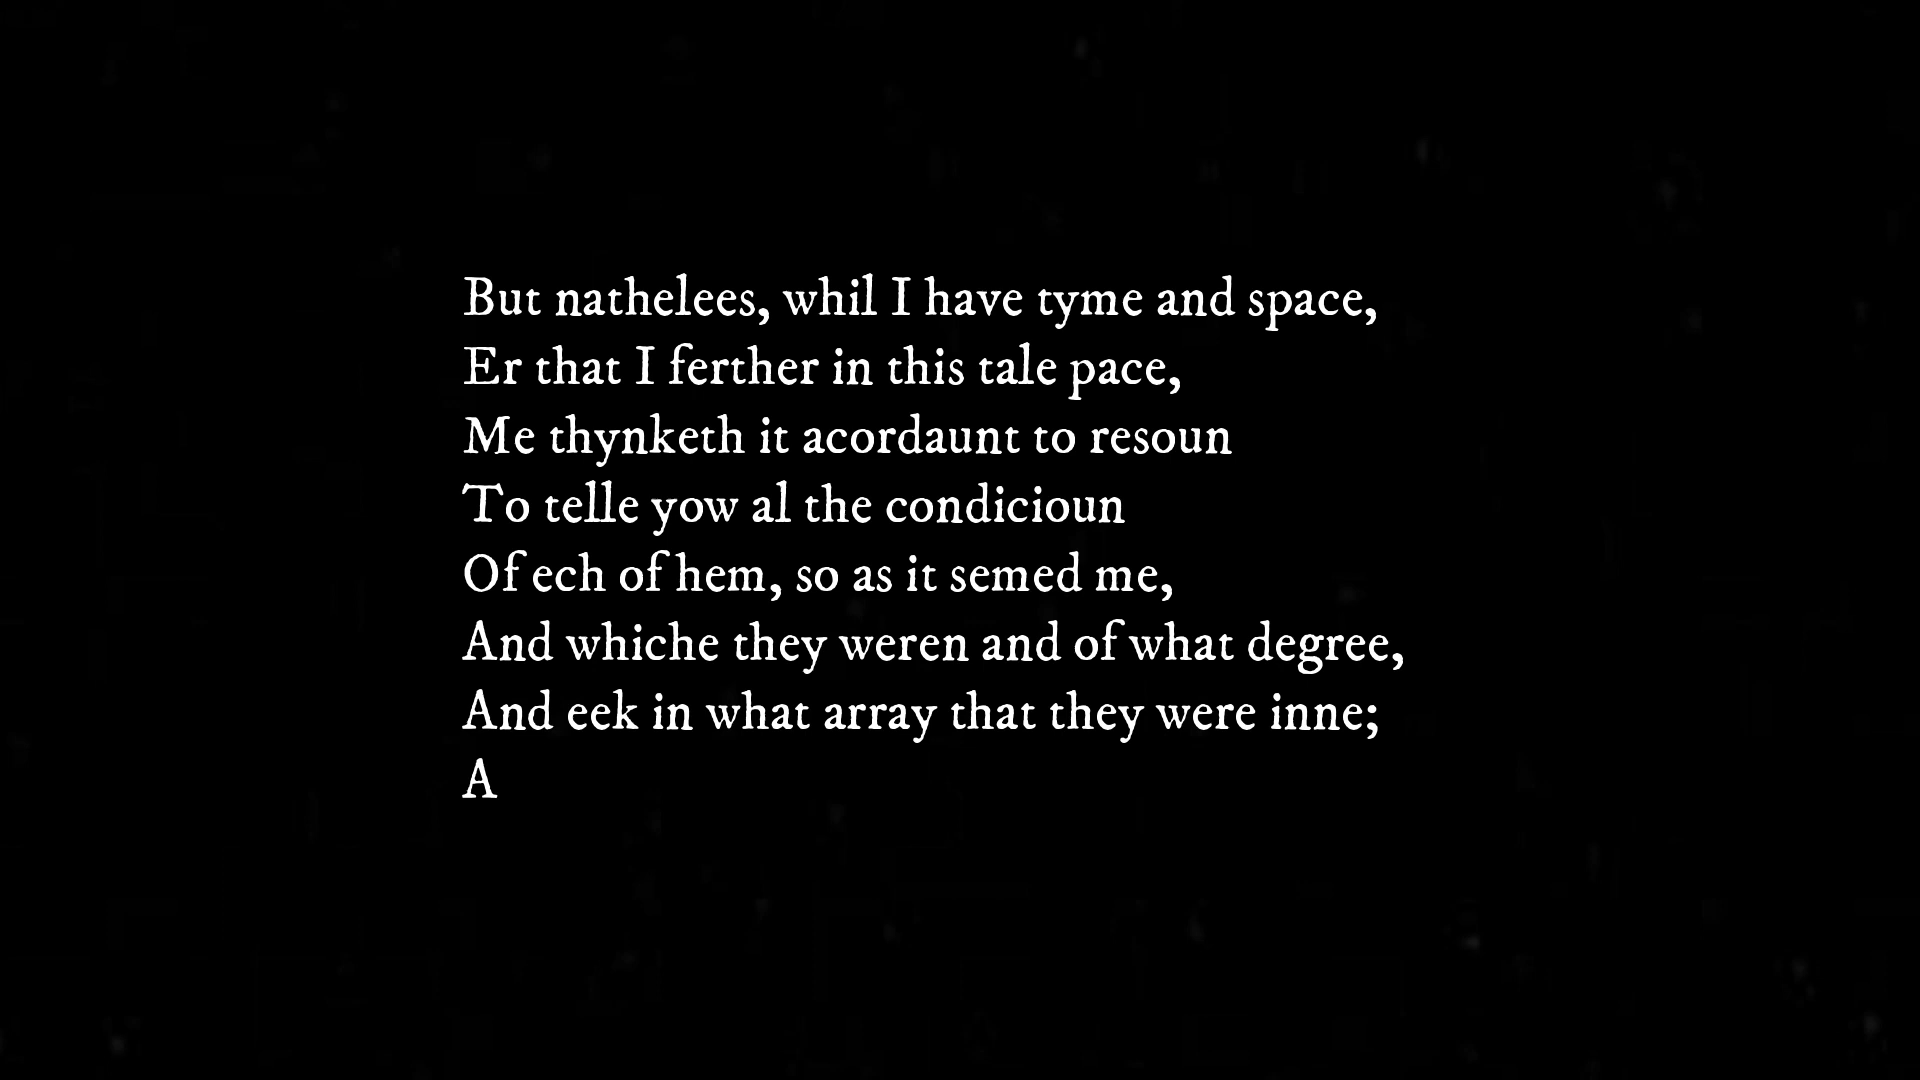 But nathelees, whil I have tyme and space,
Er that I ferther in this tale pace,
Me thynketh it acordaunt to resoun
To telle yow al the condicioun
Of ech of hem, so as it semed me,
And whiche they weren and of what degree,
And eek in what array that they were inne;
A